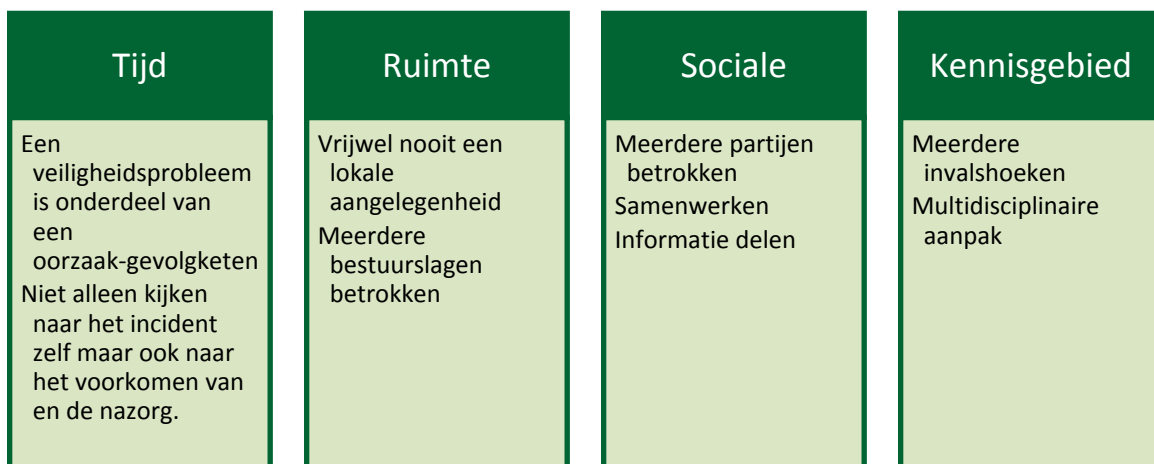 Tijd
Een
veiligheidsprobleem
is onderdeel van
een
oorzaak-gevolgketen
Niet alleen kijken
naar het incident
zelf maar ook naar
het voorkomen van
en de nazorg.
Ruimte
Vrijwel nooit een
lokale
aangelegenheid
Meerdere
bestuurslagen
betrokken
Sociale
Meerdere partijen
betrokken
Samenwerken
Informatie delen
Kennisgebied
Meerdere
invalshoeken
Multidisciplinaire
aanpak